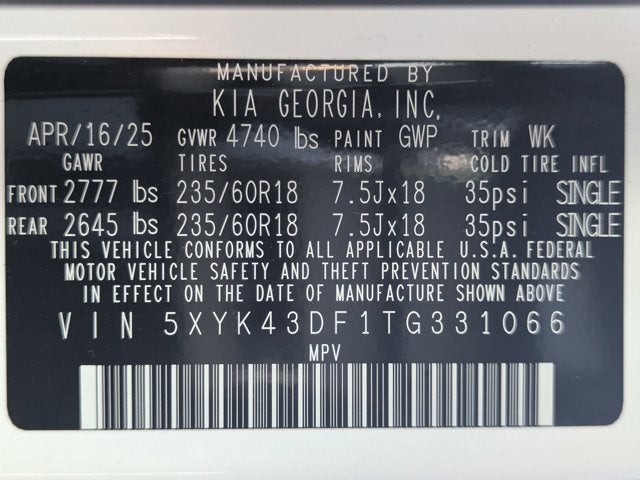 MANUFACTURED BY
KIA GEORGIA, INC.
APR/16/25 GVWR 4740 lbs PAINT GWP TRIM WK
GAWR TIRES RIMS COLD TIRE INFL
FRONT 2777 lbs 235/60R18 7.5Jx18 35psi SINGLE
REAR 2645 lbs 235/60R18 7.5Jx18 35psi SINGLE
THIS VEHICLE CONFORMS TO ALL APPLICABLE U.S.A. FEDERAL
MOTOR VEHICLE SAFETY AND THEFT PREVENTION STANDARDS
IN EFFECT ON THE DATE OF MANUFACTURE SHOWN ABOVE
VIN 5XYK43DF1TG331066
MPV